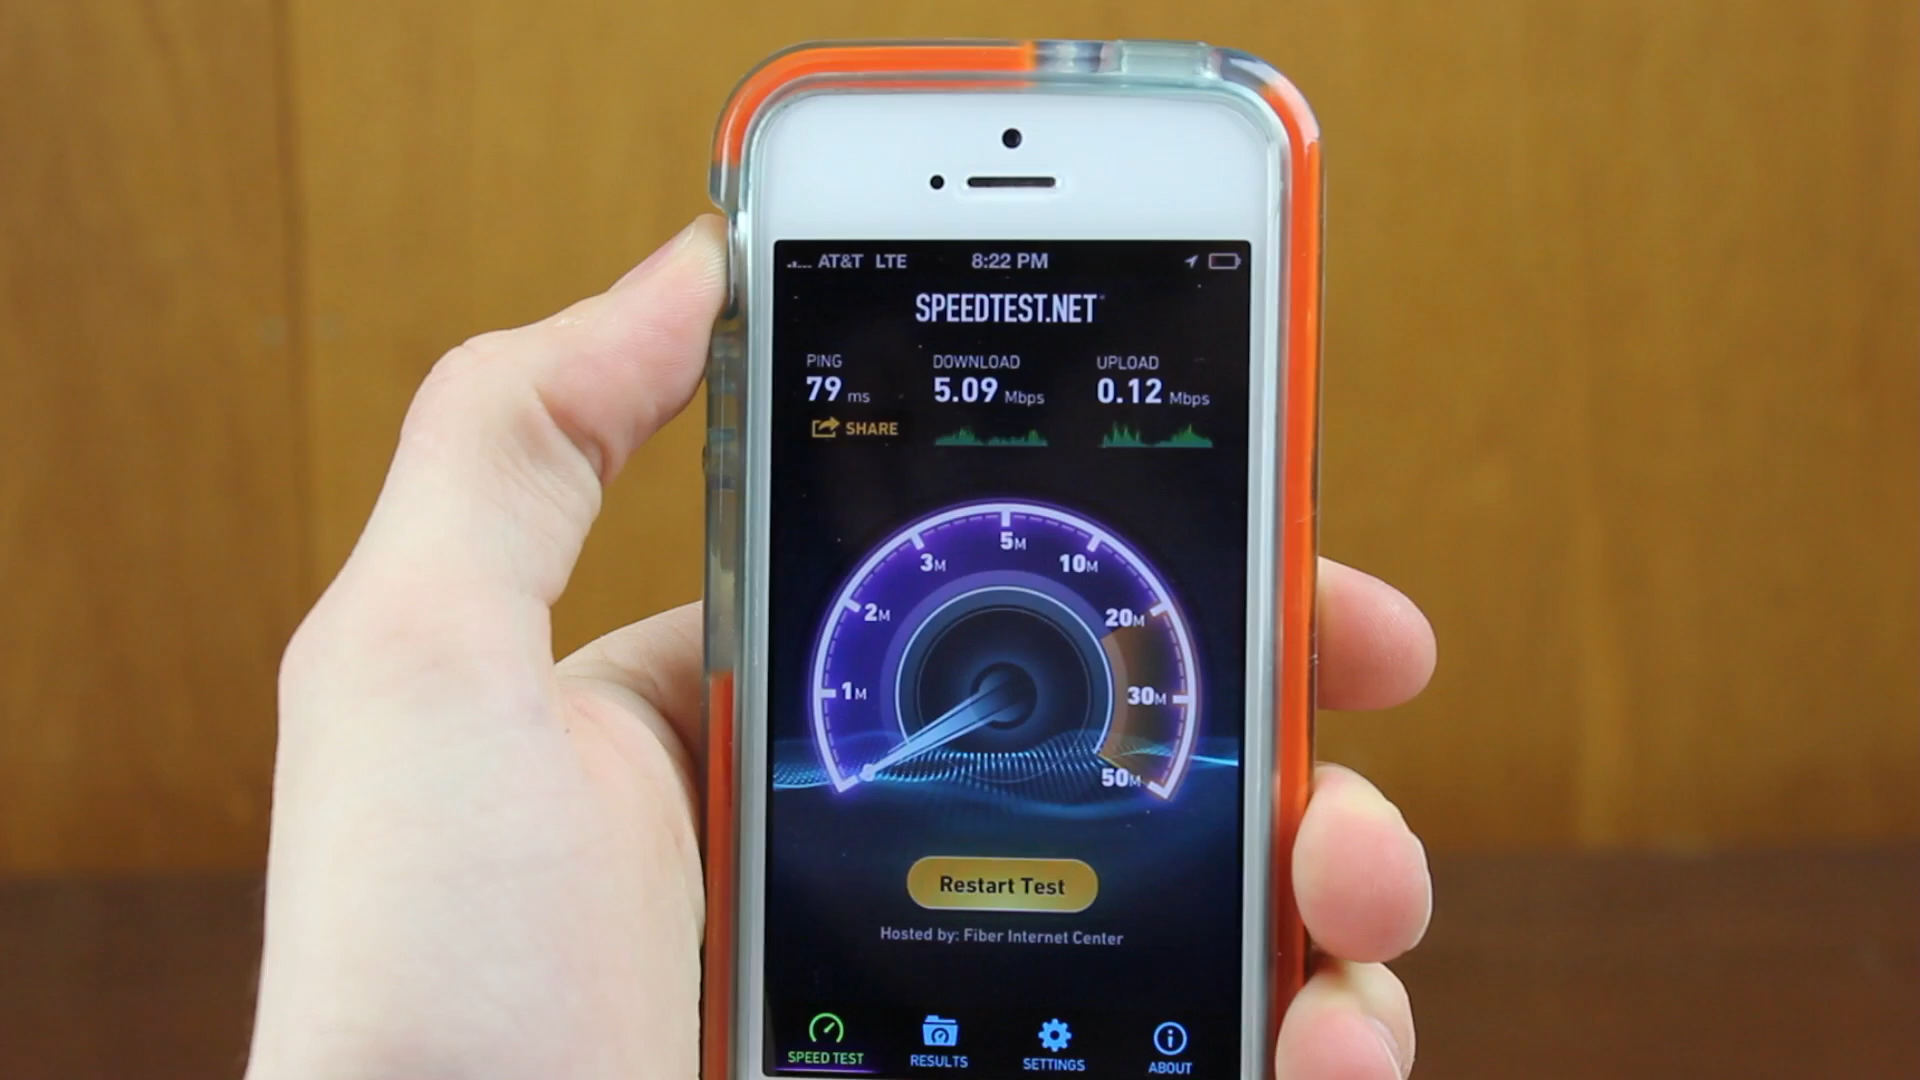 AT&T LTE 8:22 PM
SPEEDTEST.NET
PING DOWNLOAD UPLOAD
79 ms 5.09 Mbps 0.12 Mbps
SHARE
5M
3M 10M
2M 20M
1M 30M
50M
Restart Test
Hosted by: Fiber Internet Center
SPEED TEST RESULTS SETTINGS ABOUT